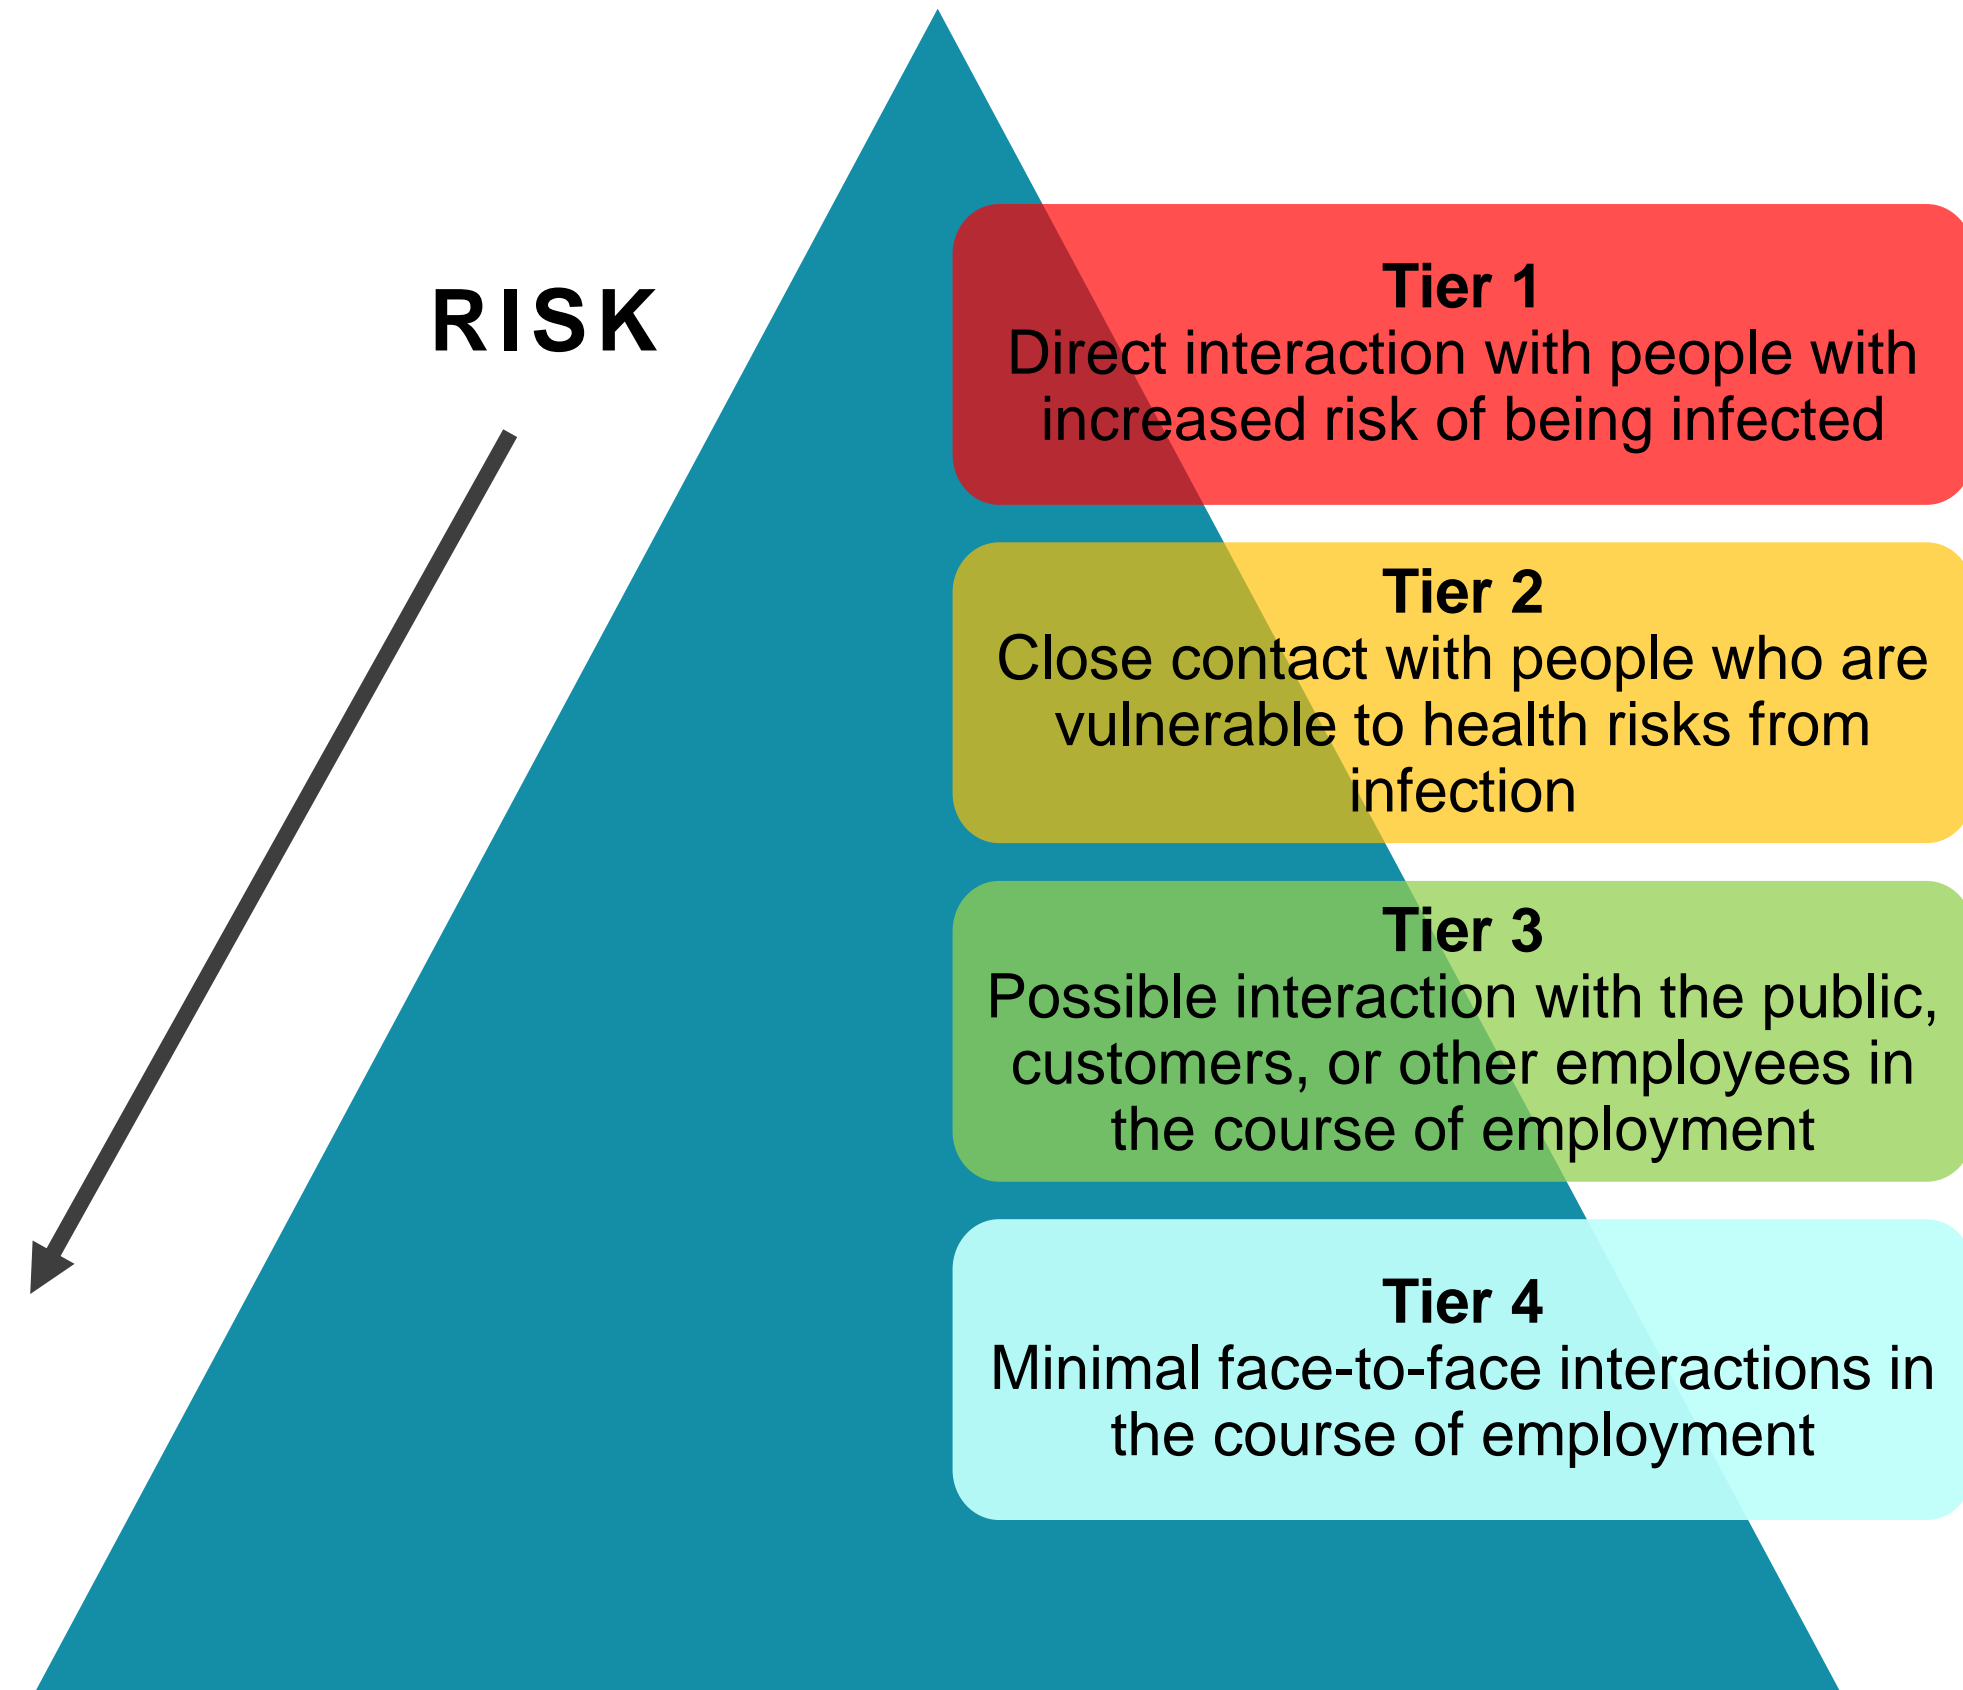 RISK
Tier 1
Direct interaction with people with
increased risk of being infected
Tier 2
Close contact with people who are
vulnerable to health risks from
infection
Tier 3
Possible interaction with the public,
customers, or other employees in
the course of employment
Tier 4
Minimal face-to-face interactions in
the course of employment